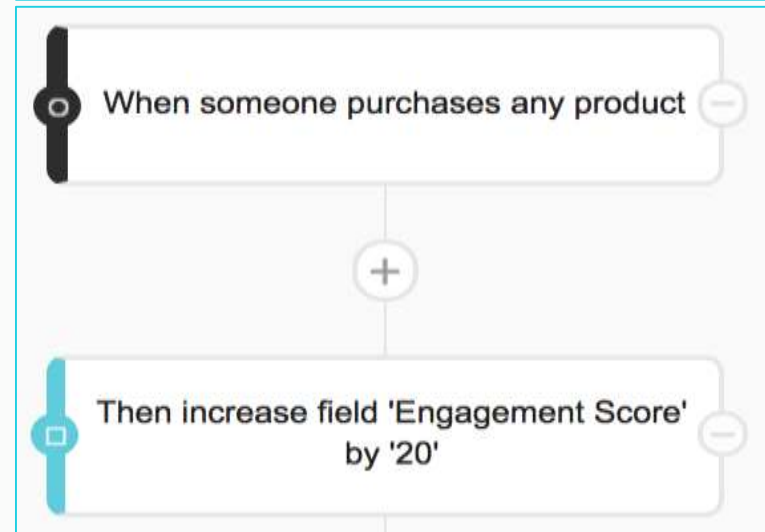 When someone purchases any product
Then increase field 'Engagement Score'
by '20'